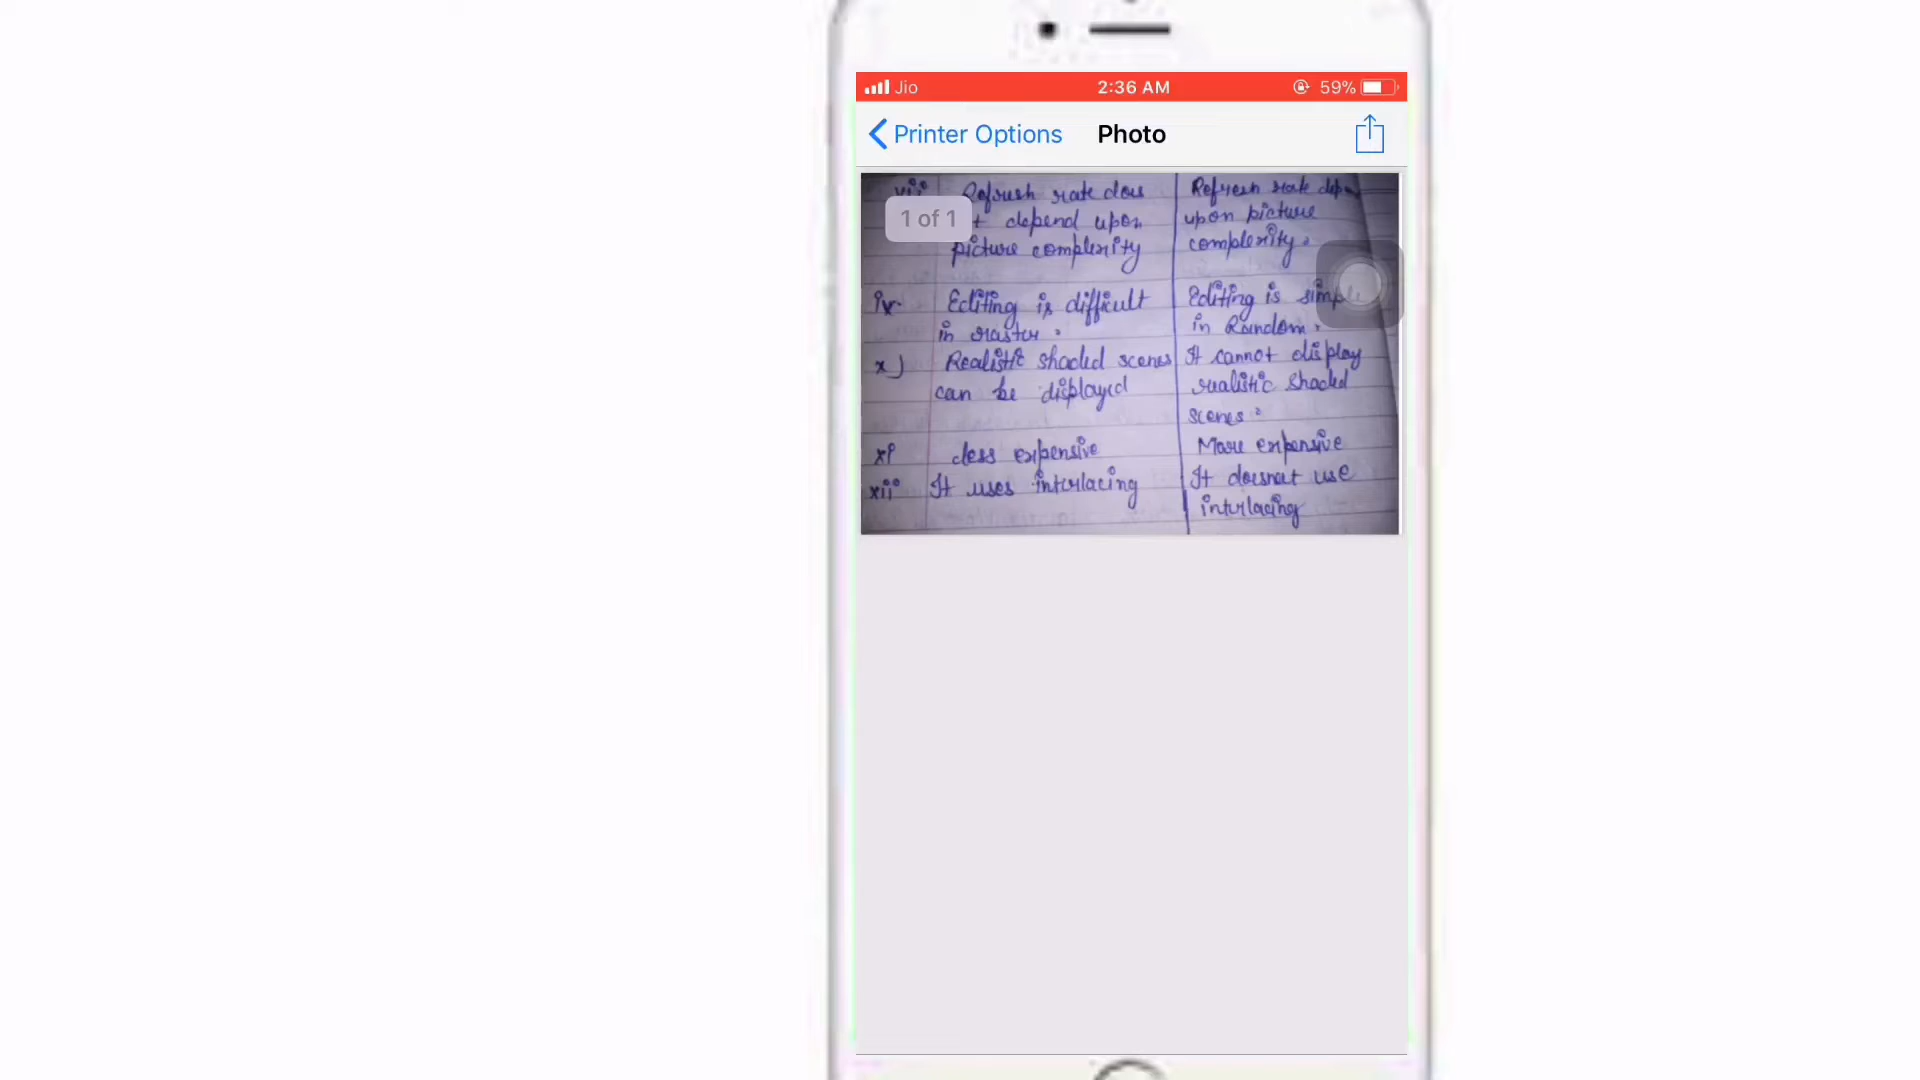 Jio 2:36 AM 59%
Printer Options Photo
1 of 1
Refresh rate does
depend upon
picture complexity
Refresh rate
upon picture
complexity.
ix Editing is difficult
in raster.
Editing is simple
in Random.
x) Realistic shaded scenes
can be displayed
It cannot display
realistic shaded
scenes.
xi less expensive
More expensive
xii It uses interlacing
It doesnot use
interlacing